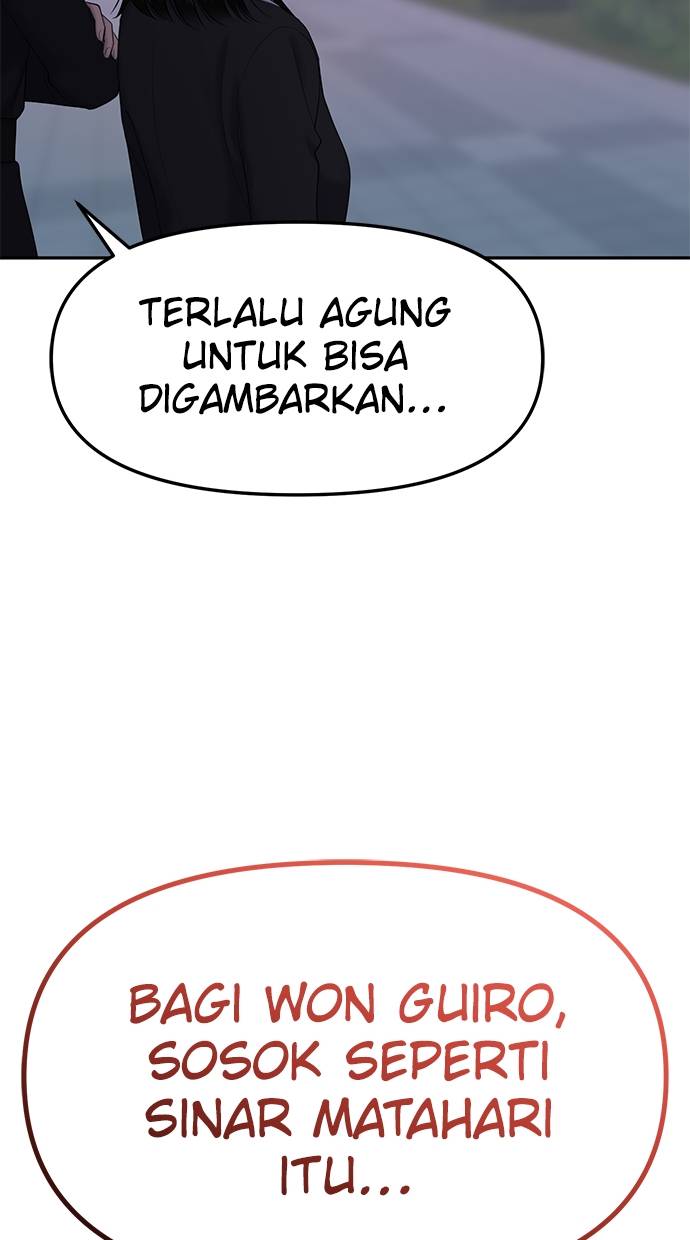 TERLALU AGUNG
UNTUK BISA
DIGAMBARKAN...
BAGI WON GUIRO,
SOSOK SEPERTI
SINAR MATAHARI
ITU...